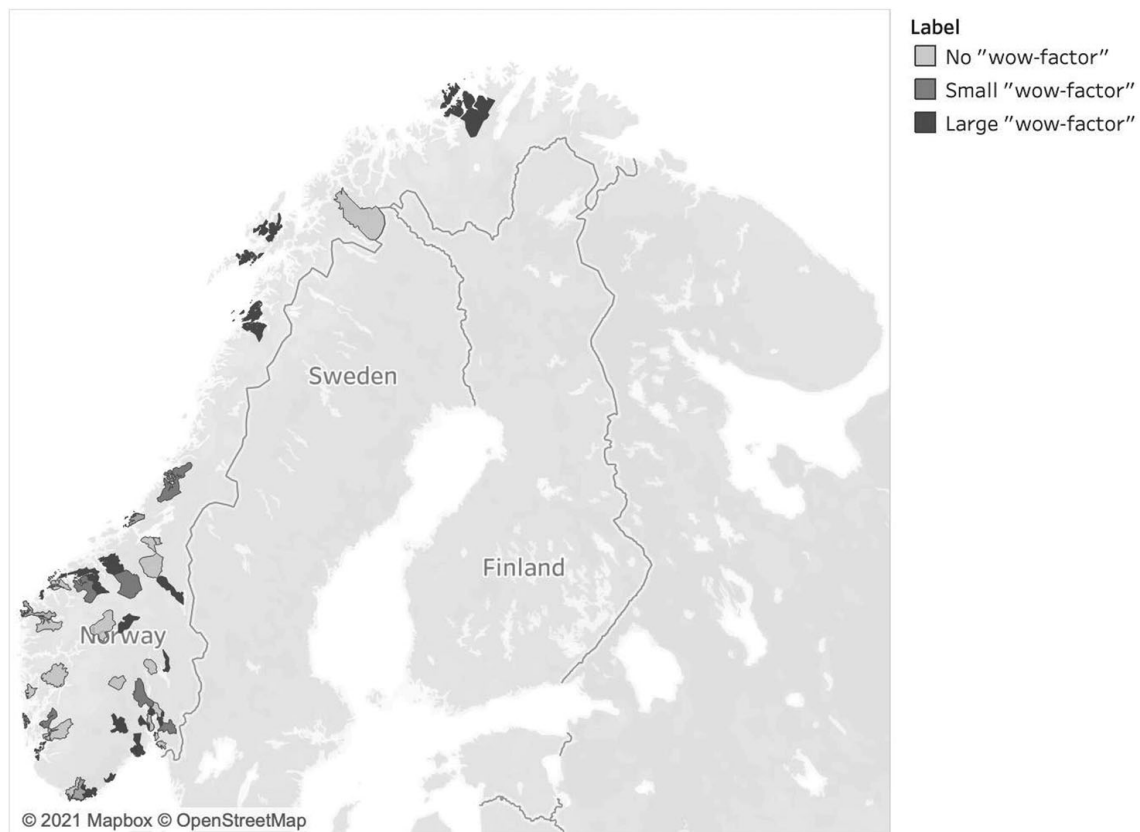 Label
No ”wow-factor”
Small ”wow-factor”
Large ”wow-factor”
Sweden
Finland
Norway
© 2021 Mapbox © OpenStreetMap